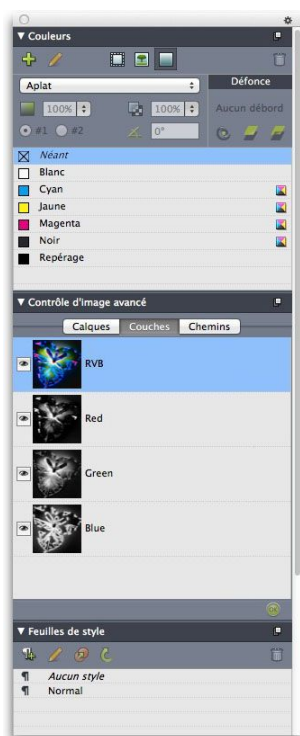 Couleurs
Aplat
Défonce
100%
100%
Aucun débord
#1
#2
0°
Néant
Blanc
Cyan
Jaune
Magenta
Noir
Repérage
Contrôle d'image avancé
Calques
Couches
Chemins
RVB
Red
Green
Blue
Feuilles de style
Aucun style
Normal